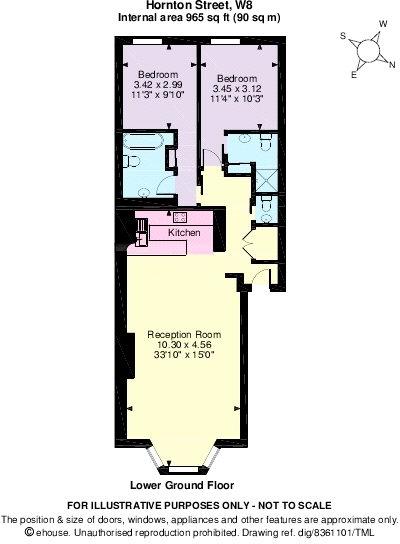 Hornton Street, W8
Internal area 965 sq ft (90 sq m)
W
S
N
E
Bedroom
3.42 x 2.99
11'3" x 9'10"
Bedroom
3.45 x 3.12
11'4" x 10'3"
Kitchen
Reception Room
10.30 x 4.56
33'10" x 15'0"
Lower Ground Floor
FOR ILLUSTRATIVE PURPOSES ONLY - NOT TO SCALE
The position & size of doors, windows, appliances and other features are approximate only.
© ehouse. Unauthorised reproduction prohibited. Drawing ref. dig/8361101/TML